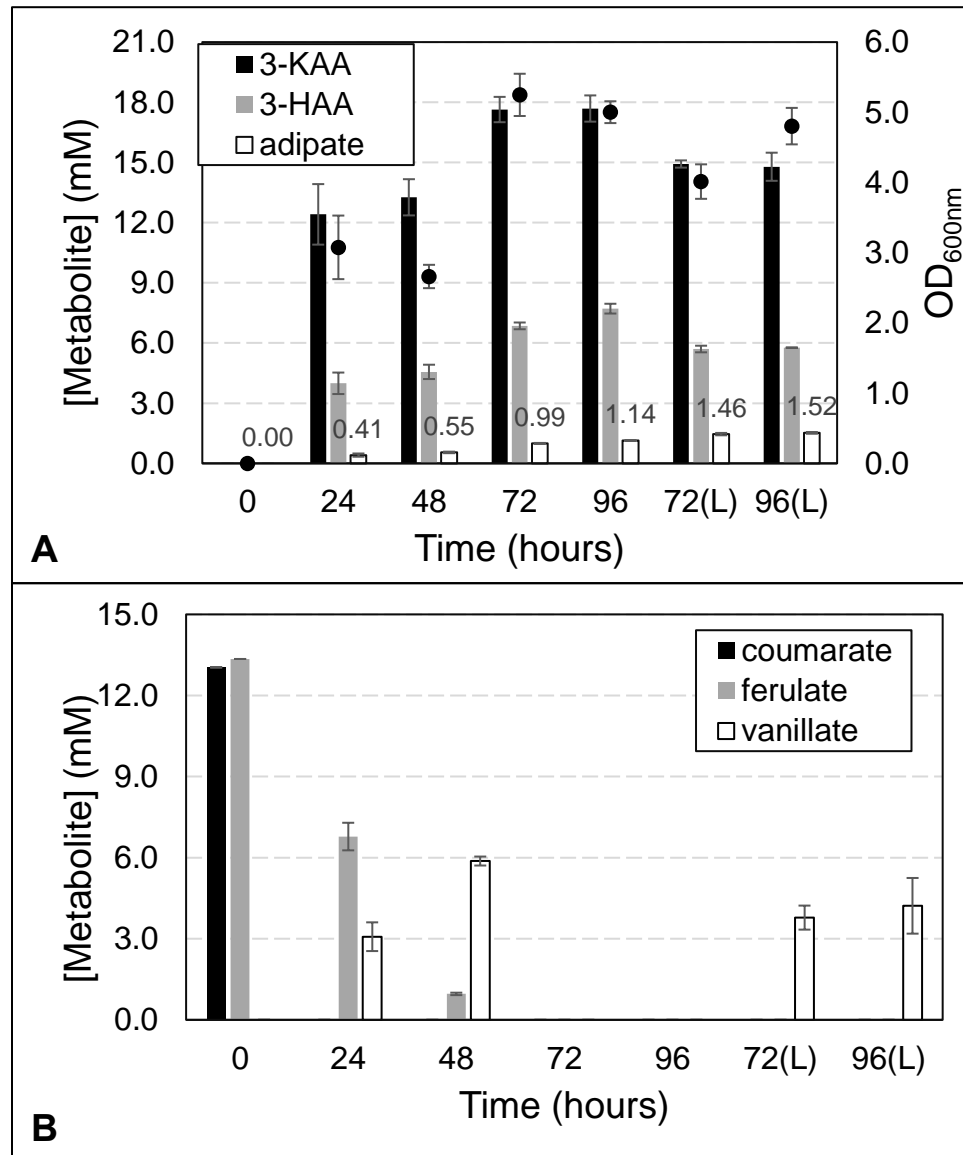 21.0
18.0
15.0
12.0
9.0
6.0
3.0
0.0
[Metabolite] (mM)
3-KAA
3-HAA
adipate
6.0
5.0
4.0
3.0
2.0
1.0
0.0
OD600nm
0.00
0.41
0.55
0.99
1.14
1.46
1.52
0 24 48 72 96 72(L) 96(L)
Time (hours)
A
15.0
12.0
9.0
6.0
3.0
0.0
[Metabolite] (mM)
coumarate
ferulate
vanillate
0 24 48 72 96 72(L) 96(L)
Time (hours)
B